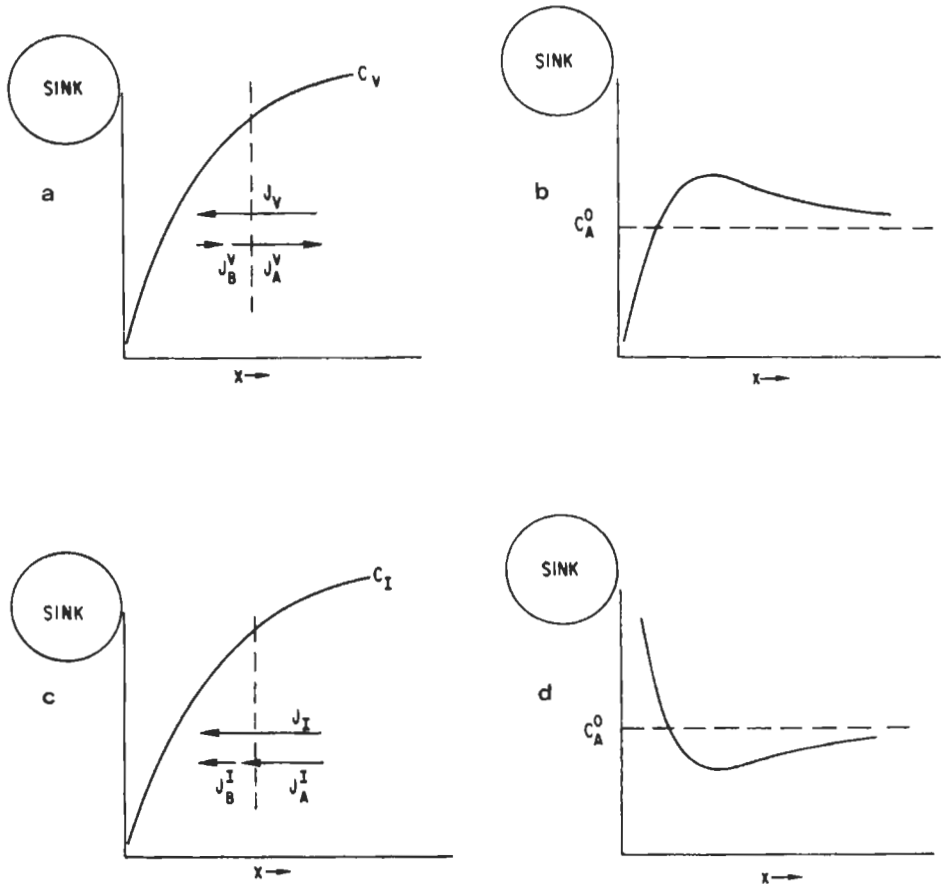 SINK
C_V
a
J_V
J_B^V J_A^V
X→
SINK
b
C_A^0
X→
SINK
C_I
c
J_I
J_B^I J_A^I
X→
SINK
d
C_A^0
X→